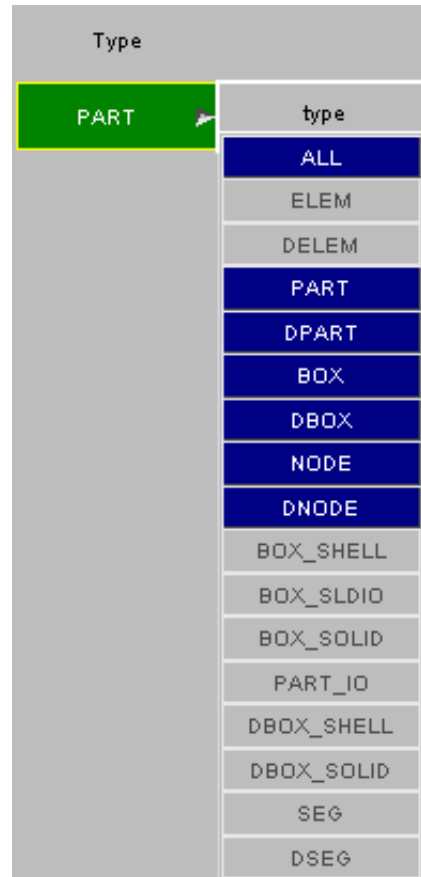 Type
PART
type
ALL
ELEM
DELEM
PART
DPART
BOX
DBOX
NODE
DNODE
BOX_SHELL
BOX_SLDIO
BOX_SOLID
PART_IO
DBOX_SHELL
DBOX_SOLID
SEG
DSEG